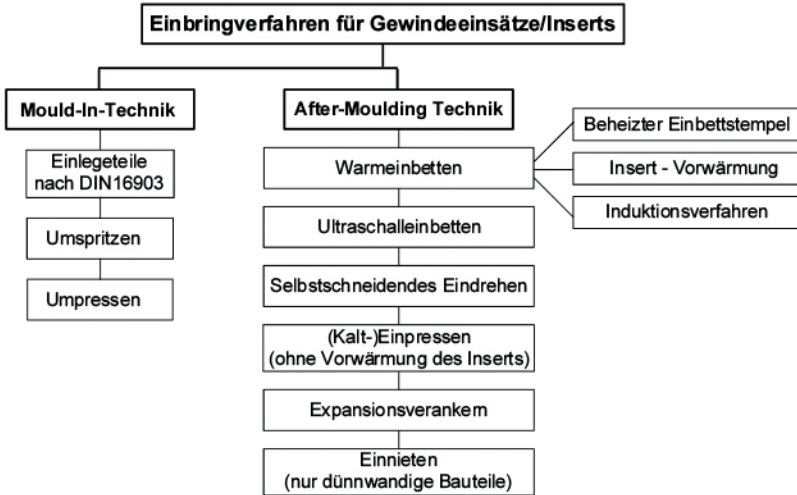 Einbringverfahren für Gewindeeinsätze/Inserts
Mould-In-Technik
Einlegeteile
nach DIN16903
Umspritzen
Umpressen
After-Moulding Technik
Warmeinbetten
Beheizter Einbettstempel
Insert - Vorwärmung
Induktionsverfahren
Ultraschalleinbetten
Selbstschneidendes Eindrehen
(Kalt-)Einpressen
(ohne Vorwärmung des Inserts)
Expansionsverankern
Einnieten
(nur dünnwandige Bauteile)